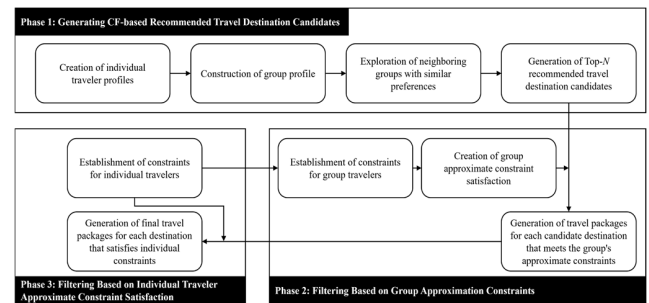 Phase 1: Generating CF-based Recommended Travel Destination Candidates
Creation of individual
traveler profiles
Construction of group profile
Exploration of neighboring
groups with similar
preferences
Generation of Top-N
recommended travel
destination candidates
Establishment of constraints
for individual travelers
Establishment of constraints
for group travelers
Creation of group
approximate constraint
satisfaction
Generation of final travel
packages for each destination
that satisfies individual
constraints
Generation of travel packages
for each candidate destination
that meets the group's
approximate constraints
Phase 3: Filtering Based on Individual Traveler
Approximate Constraint Satisfaction
Phase 2: Filtering Based on Group Approximation Constraints